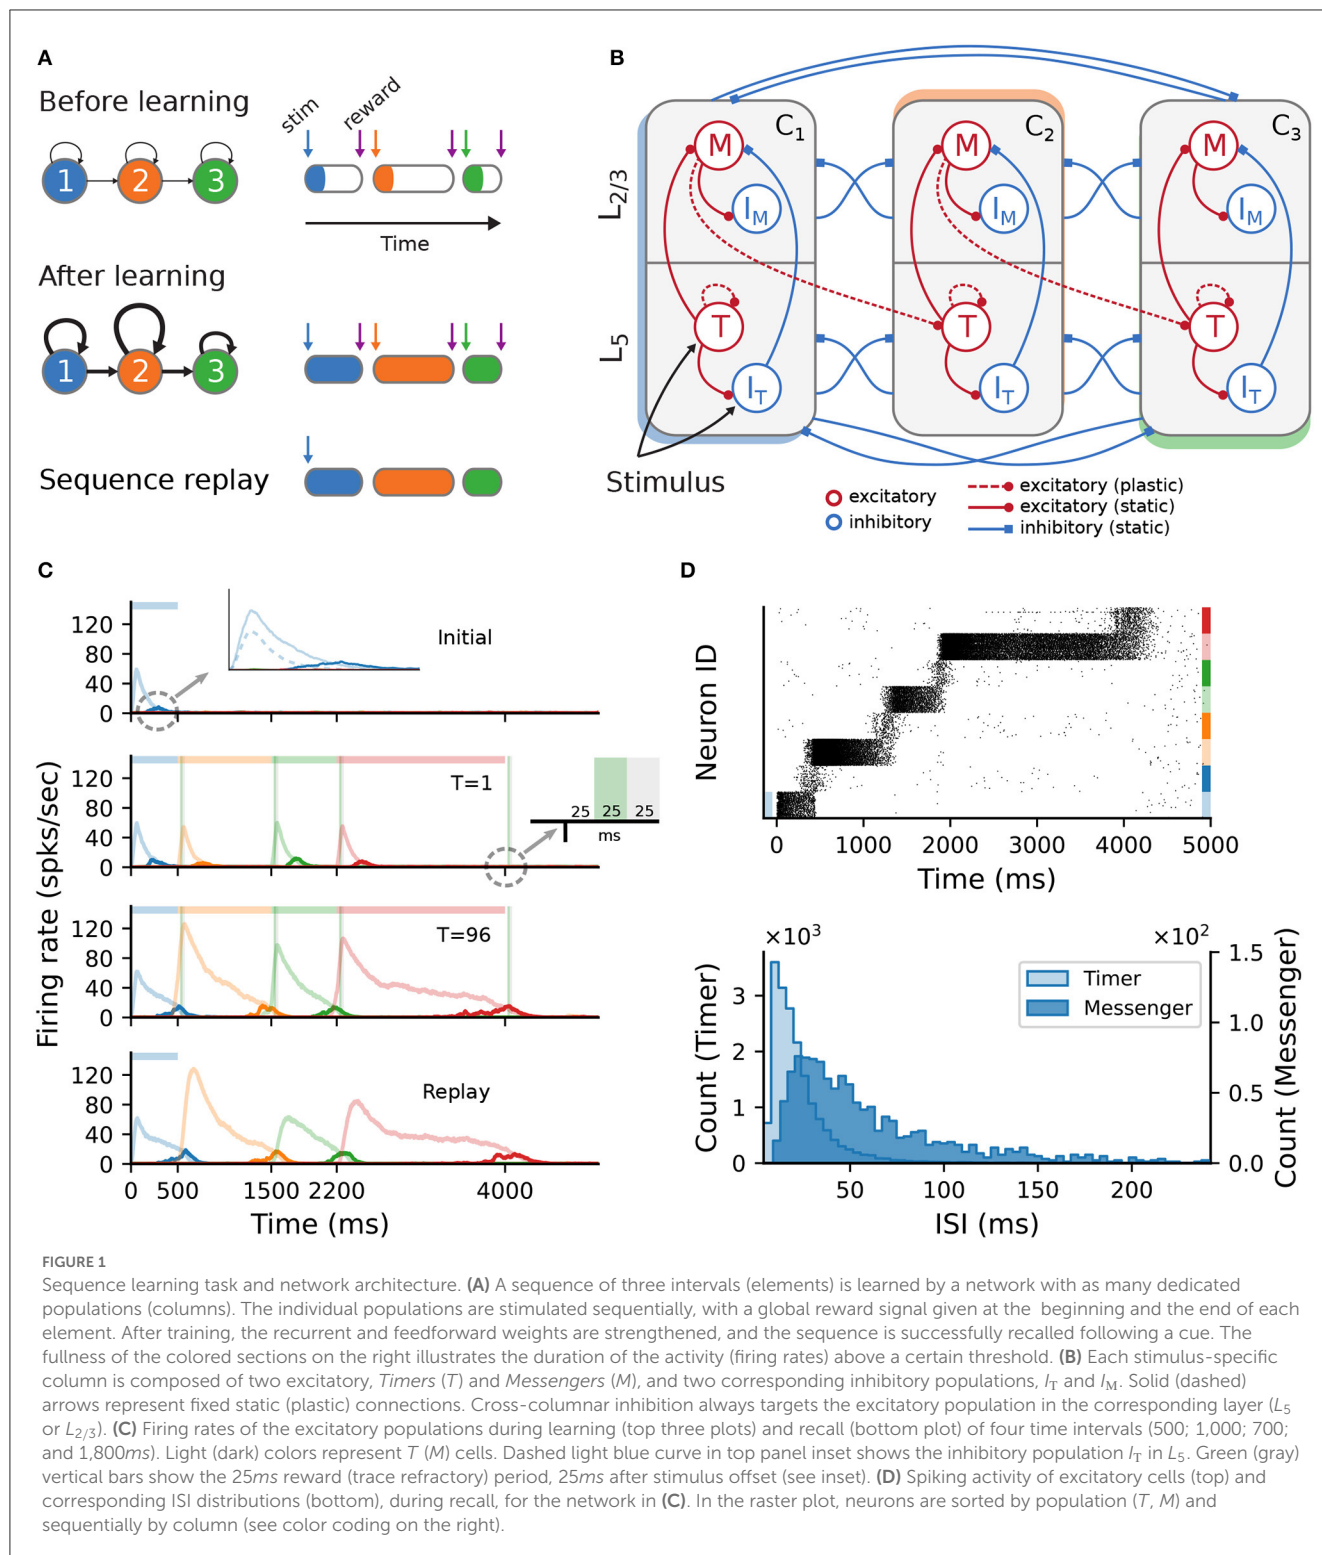 A
Before learning
stim
reward
1
2
3
Time
After learning
1
2
3
Sequence replay
B
C1
C2
C3
L2/3
M
M
M
IM
IM
IM
L5
T
T
T
IT
IT
IT
Stimulus
excitatory
inhibitory
excitatory (plastic)
excitatory (static)
inhibitory (static)
C
Firing rate (spks/sec)
120
80
40
0
Initial
120
80
40
0
T=1
25 25 25
ms
120
80
40
0
T=96
120
80
40
0
Replay
0 500 1500 2200 4000
Time (ms)
D
Neuron ID
0 1000 2000 3000 4000 5000
Time (ms)
×10³
×10²
Count (Timer)
3
2
1
0
Timer
Messenger
1.5
1.0
0.5
0.0
Count (Messenger)
50 100 150 200
ISI (ms)
FIGURE 1
Sequence learning task and network architecture. (A) A sequence of three intervals (elements) is learned by a network with as many dedicated
populations (columns). The individual populations are stimulated sequentially, with a global reward signal given at the beginning and the end of each
element. After training, the recurrent and feedforward weights are strengthened, and the sequence is successfully recalled following a cue. The
fullness of the colored sections on the right illustrates the duration of the activity (firing rates) above a certain threshold. (B) Each stimulus-specific
column is composed of two excitatory, Timers (T) and Messengers (M), and two corresponding inhibitory populations, IT and IM. Solid (dashed)
arrows represent fixed static (plastic) connections. Cross-columnar inhibition always targets the excitatory population in the corresponding layer (L5
or L2/3). (C) Firing rates of the excitatory populations during learning (top three plots) and recall (bottom plot) of four time intervals (500; 1,000; 700;
and 1,800ms). Light (dark) colors represent T (M) cells. Dashed light blue curve in top panel inset shows the inhibitory population IT in L5. Green (gray)
vertical bars show the 25ms reward (trace refractory) period, 25ms after stimulus offset (see inset). (D) Spiking activity of excitatory cells (top) and
corresponding ISI distributions (bottom), during recall, for the network in (C). In the raster plot, neurons are sorted by population (T, M) and
sequentially by column (see color coding on the right).